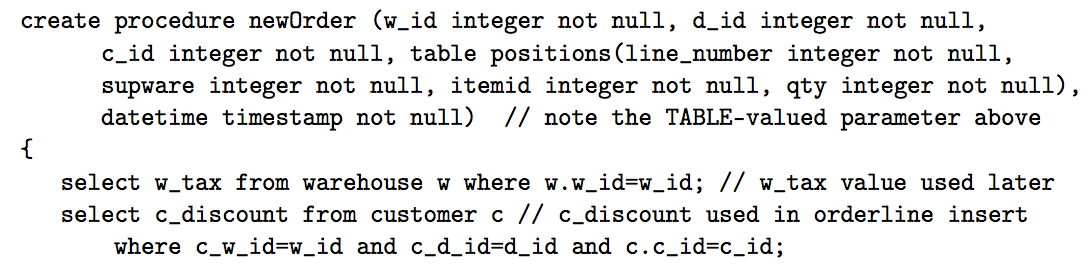 create procedure newOrder (w_id integer not null, d_id integer not null,
c_id integer not null, table positions(line_number integer not null,
supware integer not null, itemid integer not null, qty integer not null),
datetime timestamp not null)  // note the TABLE-valued parameter above
{
select w_tax from warehouse w where w.w_id=w_id; // w_tax value used later
select c_discount from customer c // c_discount used in orderline insert
where c_w_id=w_id and c_d_id=d_id and c.c_id=c_id;